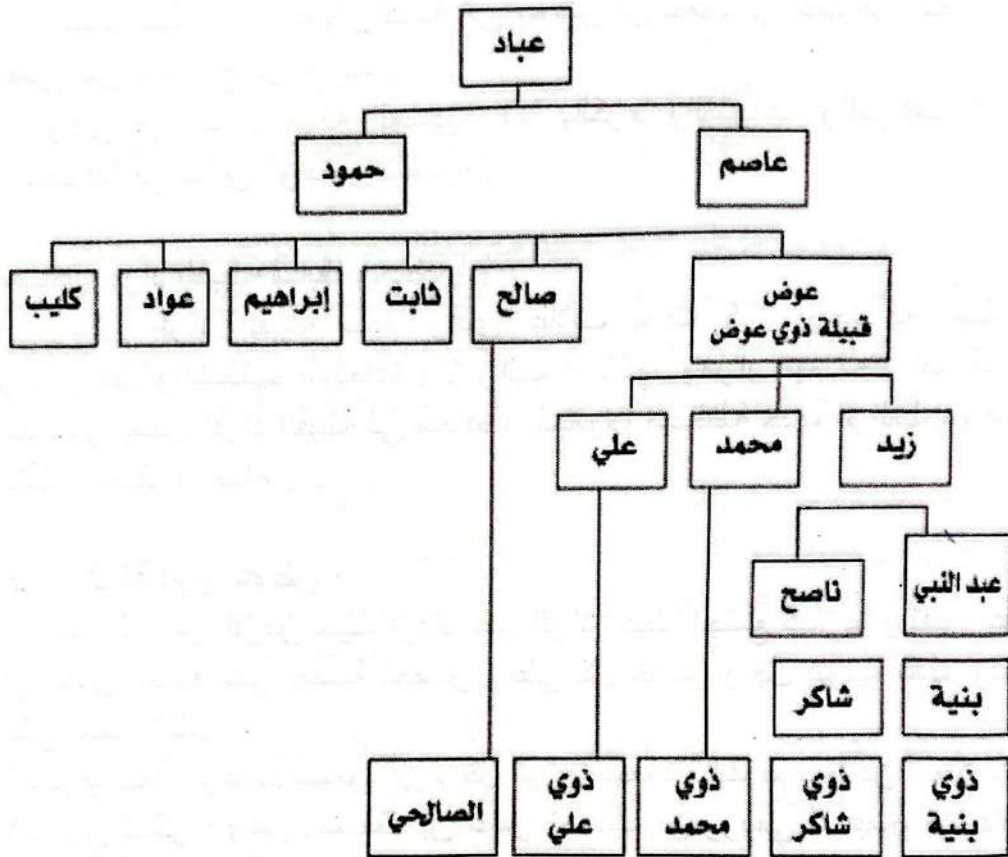 عباد
عاصم
حمود
عوض
قبيلة ذوي عوض
صالح
ثابت
إبراهيم
عواد
كليب
زيد
محمد
علي
عبد النبي
ناصح
بنية
شاكر
ذوي
بنية
ذوي
شاكر
ذوي
محمد
ذوي
علي
الصالحي